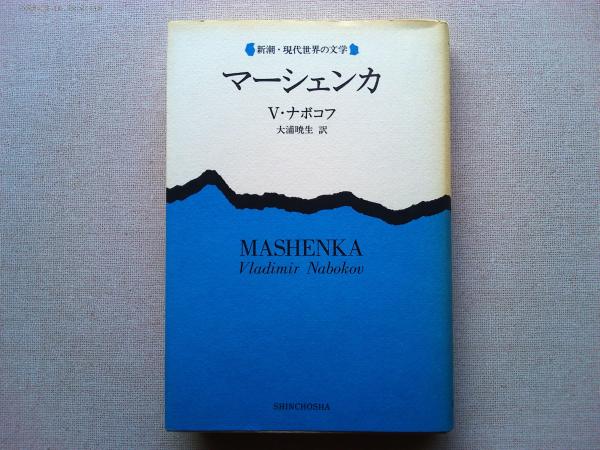 新潮・現代世界の文学
マーシェンカ
V・ナボコフ
大浦暁生 訳
MASHENKA
Vladimir Nabokov
SHINCHOSHA